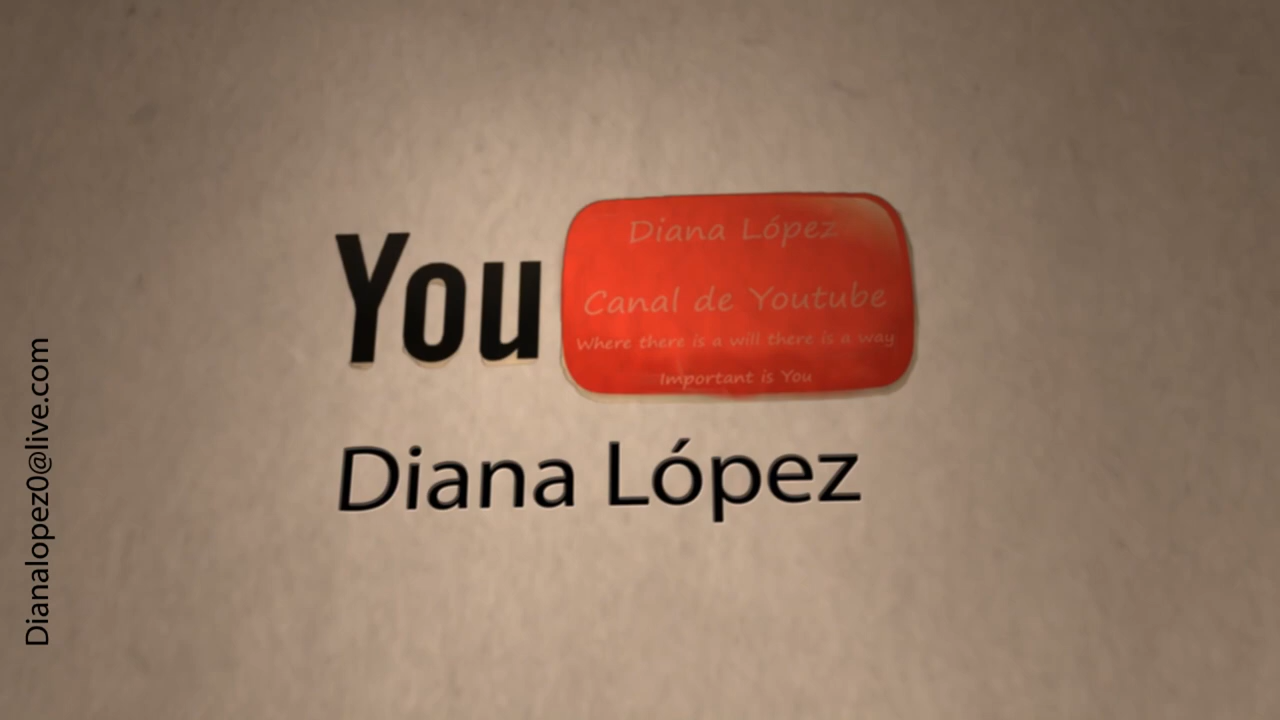 You
Diana López
Canal de Youtube
Where there is a will there is a way
Important is You
Diana López
Dianalopez0@live.com